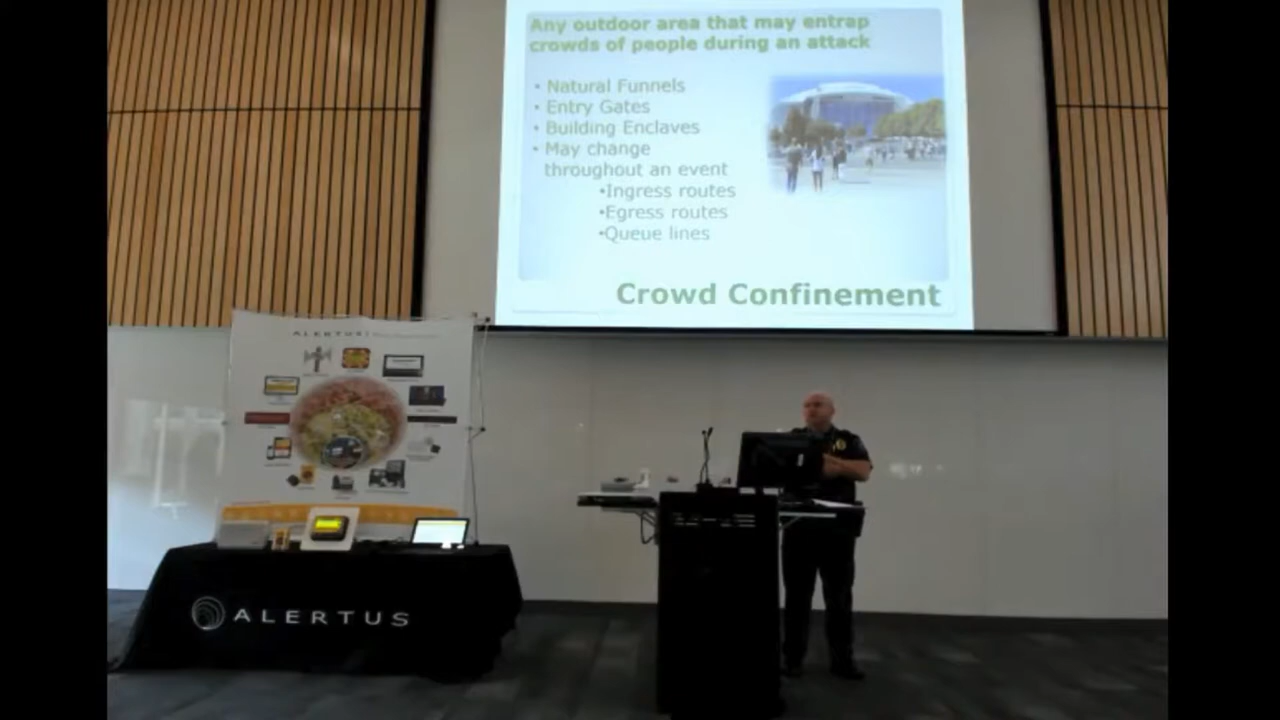 Any outdoor area that may entrap
crowds of people during an attack
• Natural Funnels
• Entry Gates
• Building Enclaves
• May change
throughout an event
•Ingress routes
•Egress routes
•Queue lines
Crowd Confinement
ALERTUS
ALERTUS